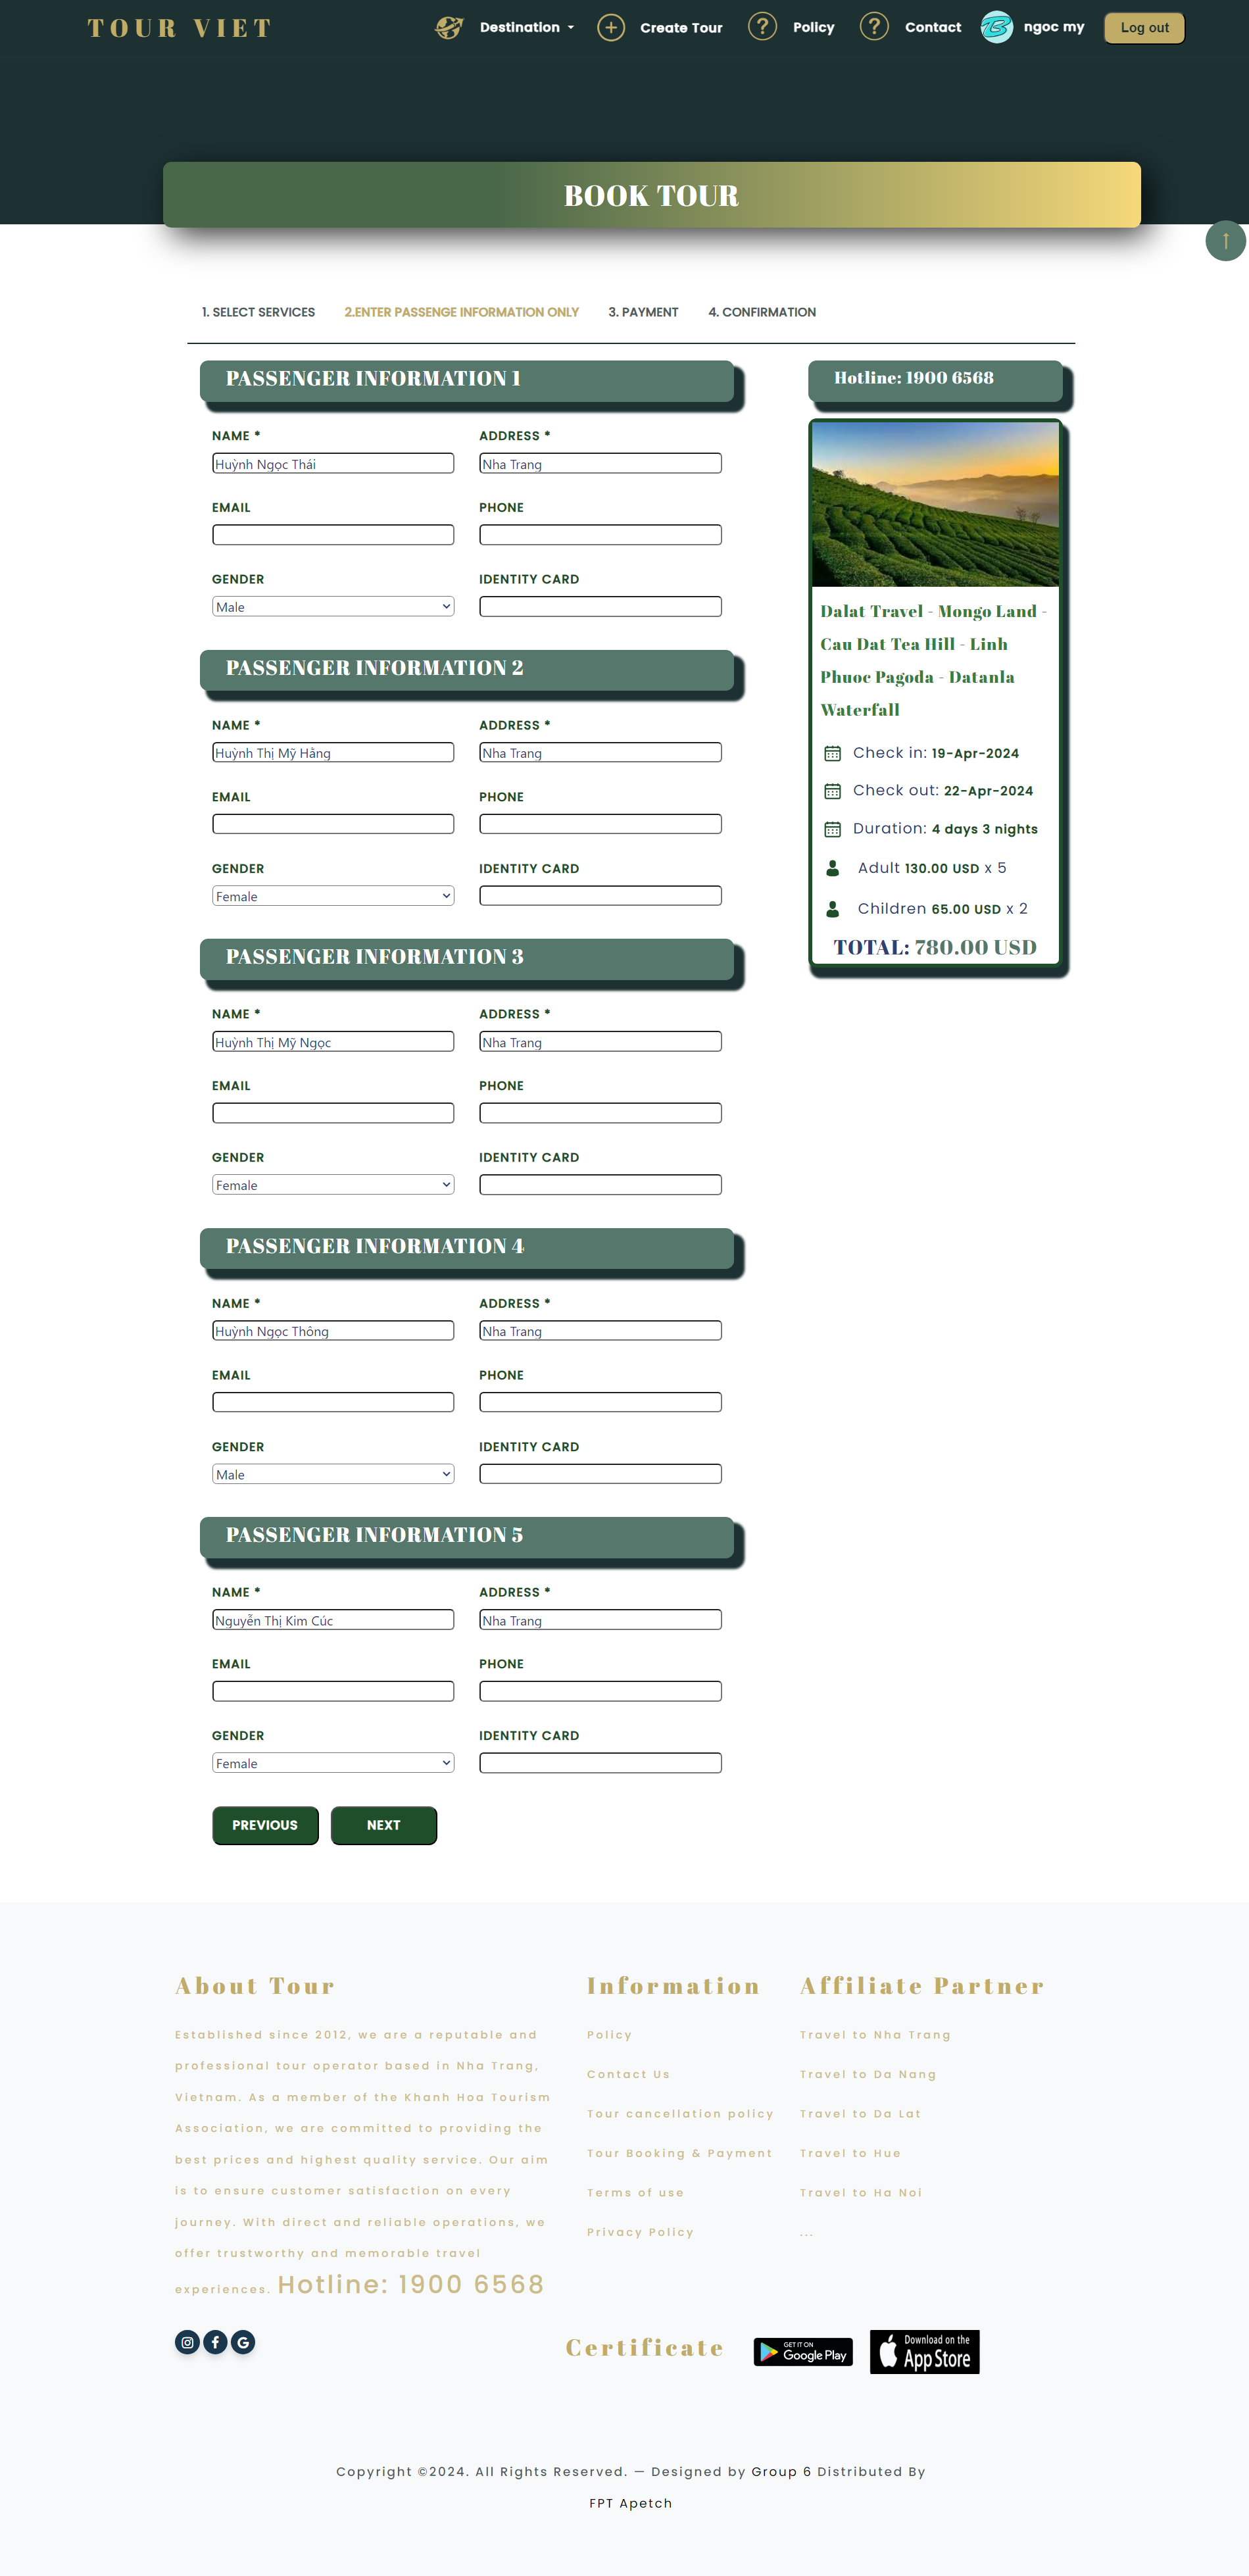 TOUR VIET
Destination
Create Tour
?
Policy
?
Contact
B
ngoc my
Log out
BOOK TOUR
↑
1. SELECT SERVICES
2.ENTER PASSENGE INFORMATION ONLY
3. PAYMENT
4. CONFIRMATION
PASSENGER INFORMATION 1
NAME *
ADDRESS *
Huỳnh Ngọc Thái
Nha Trang
EMAIL
PHONE
GENDER
IDENTITY CARD
Male
PASSENGER INFORMATION 2
NAME *
ADDRESS *
Huỳnh Thị Mỹ Hằng
Nha Trang
EMAIL
PHONE
GENDER
IDENTITY CARD
Female
PASSENGER INFORMATION 3
NAME *
ADDRESS *
Huỳnh Thị Mỹ Ngọc
Nha Trang
EMAIL
PHONE
GENDER
IDENTITY CARD
Female
PASSENGER INFORMATION 4
NAME *
ADDRESS *
Huỳnh Ngọc Thông
Nha Trang
EMAIL
PHONE
GENDER
IDENTITY CARD
Male
PASSENGER INFORMATION 5
NAME *
ADDRESS *
Nguyễn Thị Kim Cúc
Nha Trang
EMAIL
PHONE
GENDER
IDENTITY CARD
Female
PREVIOUS
NEXT
Hotline: 1900 6568
Dalat Travel - Mongo Land -
Cau Dat Tea Hill - Linh
Phuoc Pagoda - Datanla
Waterfall
Check in: 19-Apr-2024
Check out: 22-Apr-2024
Duration: 4 days 3 nights
Adult 130.00 USD x 5
Children 65.00 USD x 2
TOTAL: 780.00 USD
About Tour
Established since 2012, we are a reputable and
professional tour operator based in Nha Trang,
Vietnam. As a member of the Khanh Hoa Tourism
Association, we are committed to providing the
best prices and highest quality service. Our aim
is to ensure customer satisfaction on every
journey. With direct and reliable operations, we
offer trustworthy and memorable travel
experiences. Hotline: 1900 6568
Information
Policy
Contact Us
Tour cancellation policy
Tour Booking & Payment
Terms of use
Privacy Policy
Affiliate Partner
Travel to Nha Trang
Travel to Da Nang
Travel to Da Lat
Travel to Hue
Travel to Ha Noi
...
f
G
Certificate
GET IT ON
Google Play
Download on the
App Store
Copyright ©2024. All Rights Reserved. — Designed by Group 6 Distributed By
FPT Apetch